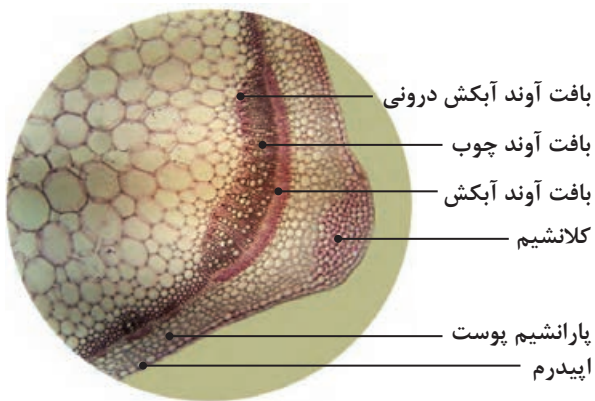 بافت آوند آبکش درونی
بافت آوند چوب
بافت آوند آبکش
کلانشیم
پارانشیم پوست
اپیدرم